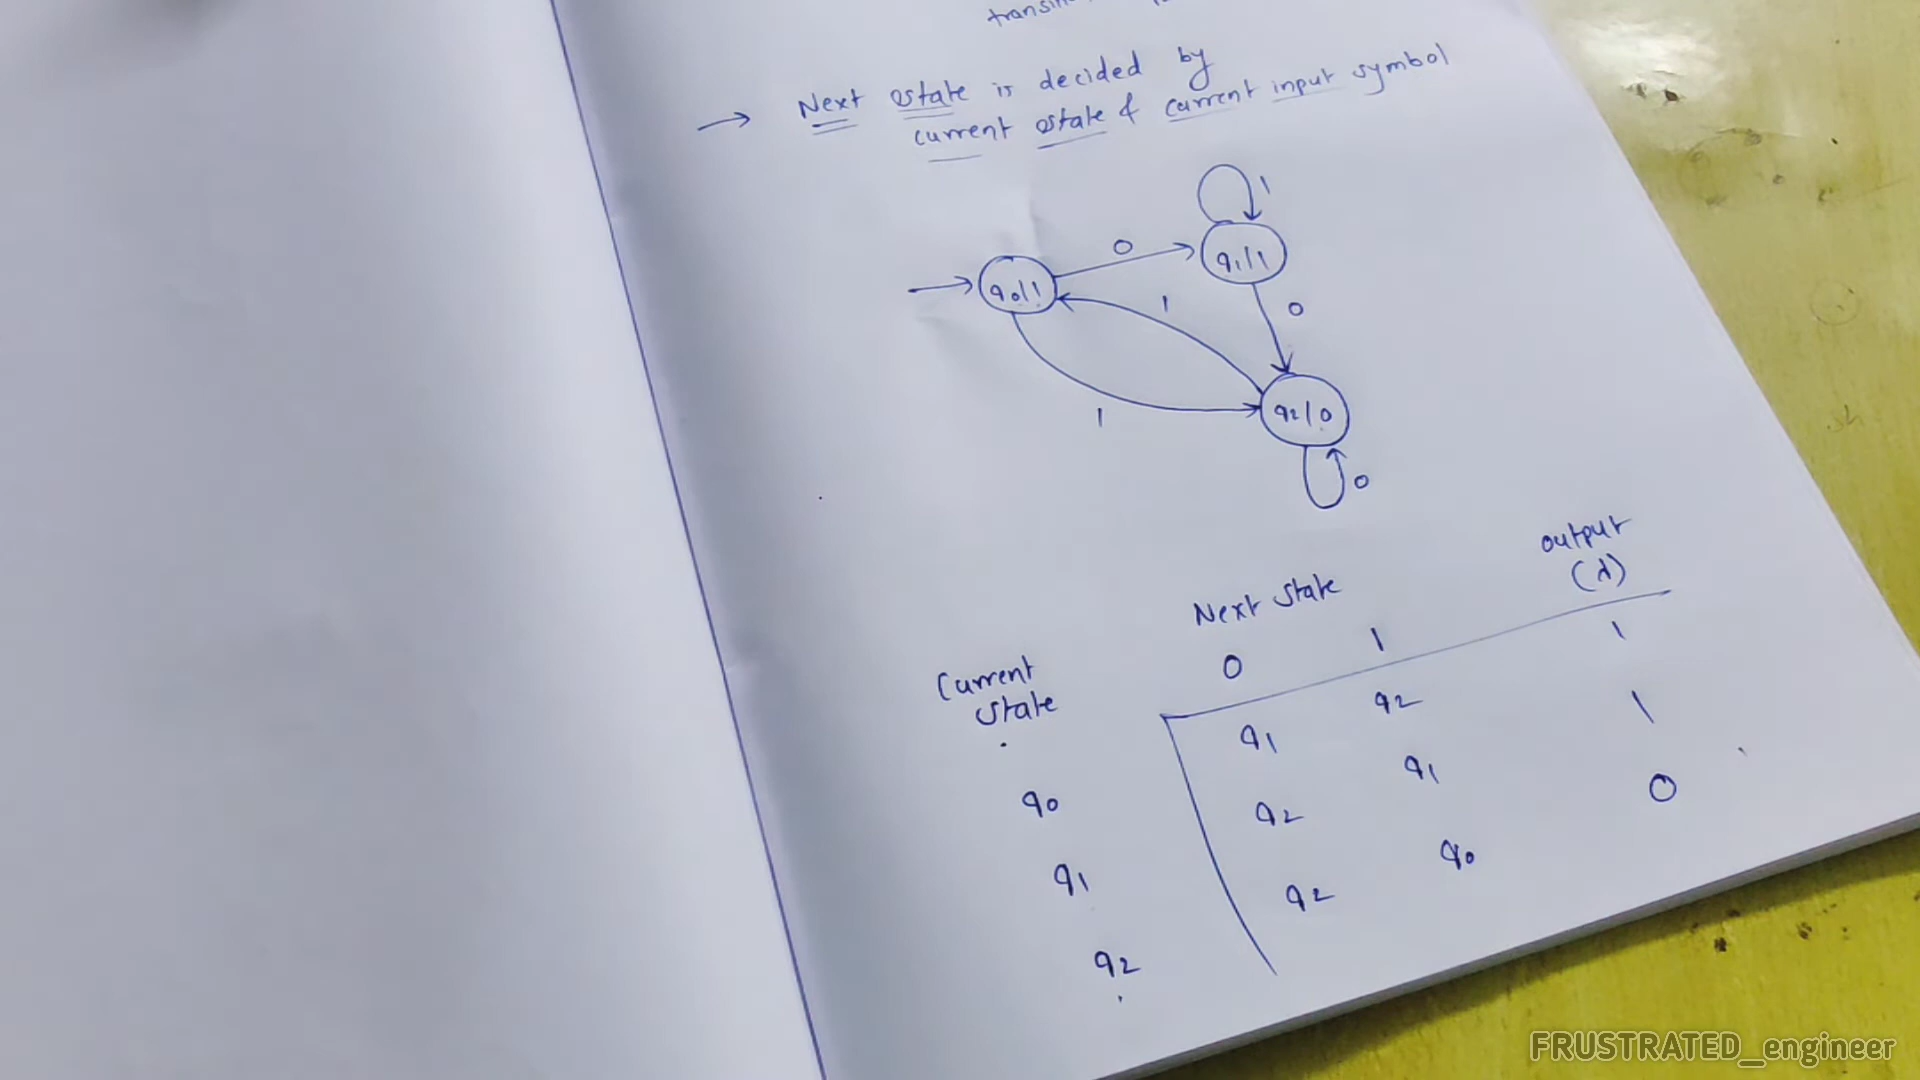 → Next state is decided by
current state & current input symbol
0
1
q1/1
q0/1
1
0
1
q2/0
0
output
(λ)
Next state
Current
state
0 1
q0 q1 q2 1
q1 q2 q1 1
q2 q2 q0 0
FRUSTRATED_engineer